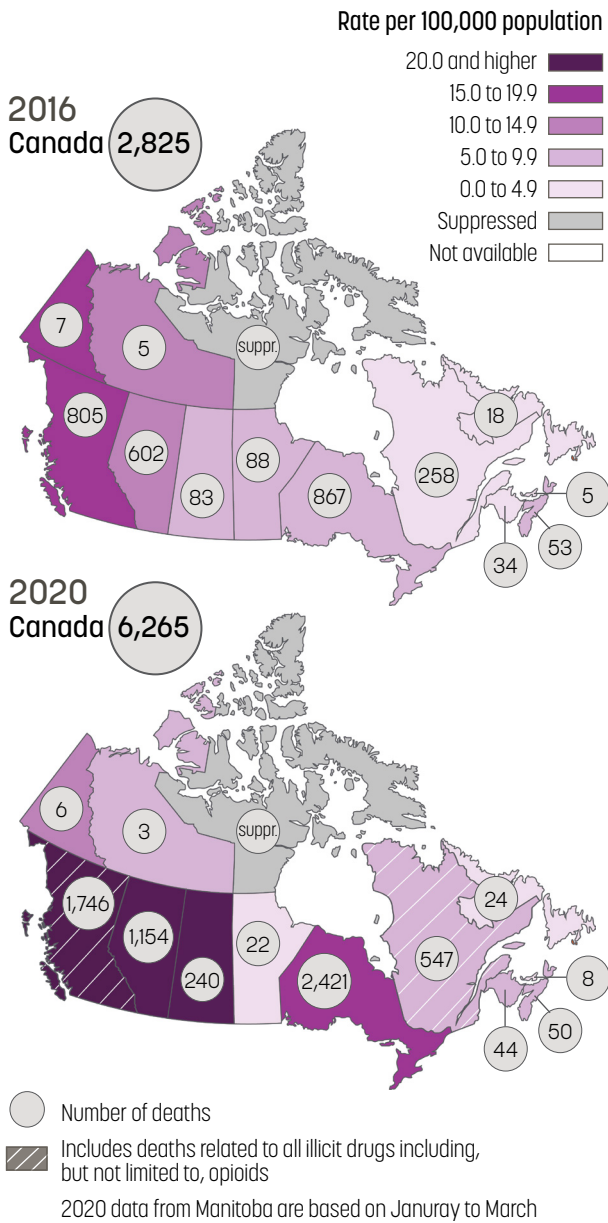 Rate per 100,000 population
20.0 and higher
15.0 to 19.9
10.0 to 14.9
5.0 to 9.9
0.0 to 4.9
Suppressed
Not available
2016
Canada 2,825
7
5
suppr.
805
602
83
88
867
258
18
5
53
34
2020
Canada 6,265
6
3
suppr.
1,746
1,154
240
22
2,421
547
24
8
50
44
Number of deaths
Includes deaths related to all illicit drugs including,
but not limited to, opioids
2020 data from Manitoba are based on Januray to March